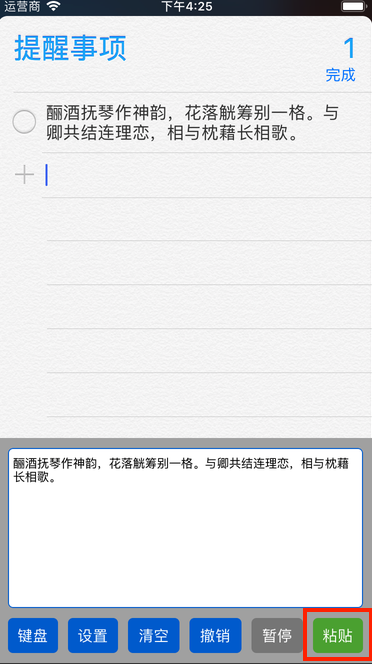 运营商 下午4:25
提醒事项 1
完成
酾酒抚琴作神韵，花落觥筹别一格。与
卿共结连理恋，相与枕藉长相歌。
酾酒抚琴作神韵，花落觥筹别一格。与卿共结连理恋，相与枕藉
长相歌。
键盘 设置 清空 撤销 暂停 粘贴